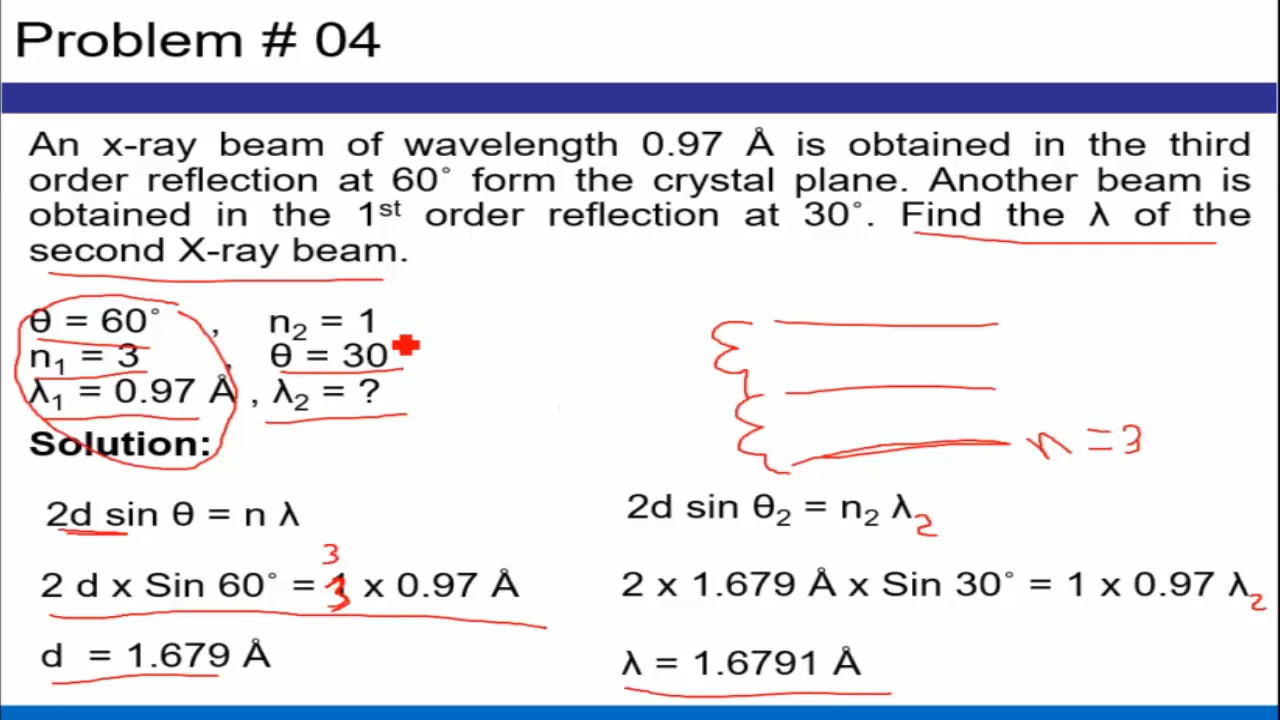 Problem # 04
An x-ray beam of wavelength 0.97 Å is obtained in the third
order reflection at 60° form the crystal plane. Another beam is
obtained in the 1st order reflection at 30°. Find the λ of the
second X-ray beam.
θ = 60° , n₂ = 1
n₁ = 3 , θ = 30
λ₁ = 0.97 Å , λ₂ = ?
n = 3
Solution:
2d sin θ = n λ
2d sin θ₂ = n₂ λ₂
3
2 d x Sin 60° = 3 x 0.97 Å
2 x 1.679 Å x Sin 30° = 1 x 0.97 λ₂
d = 1.679 Å
λ = 1.6791 Å